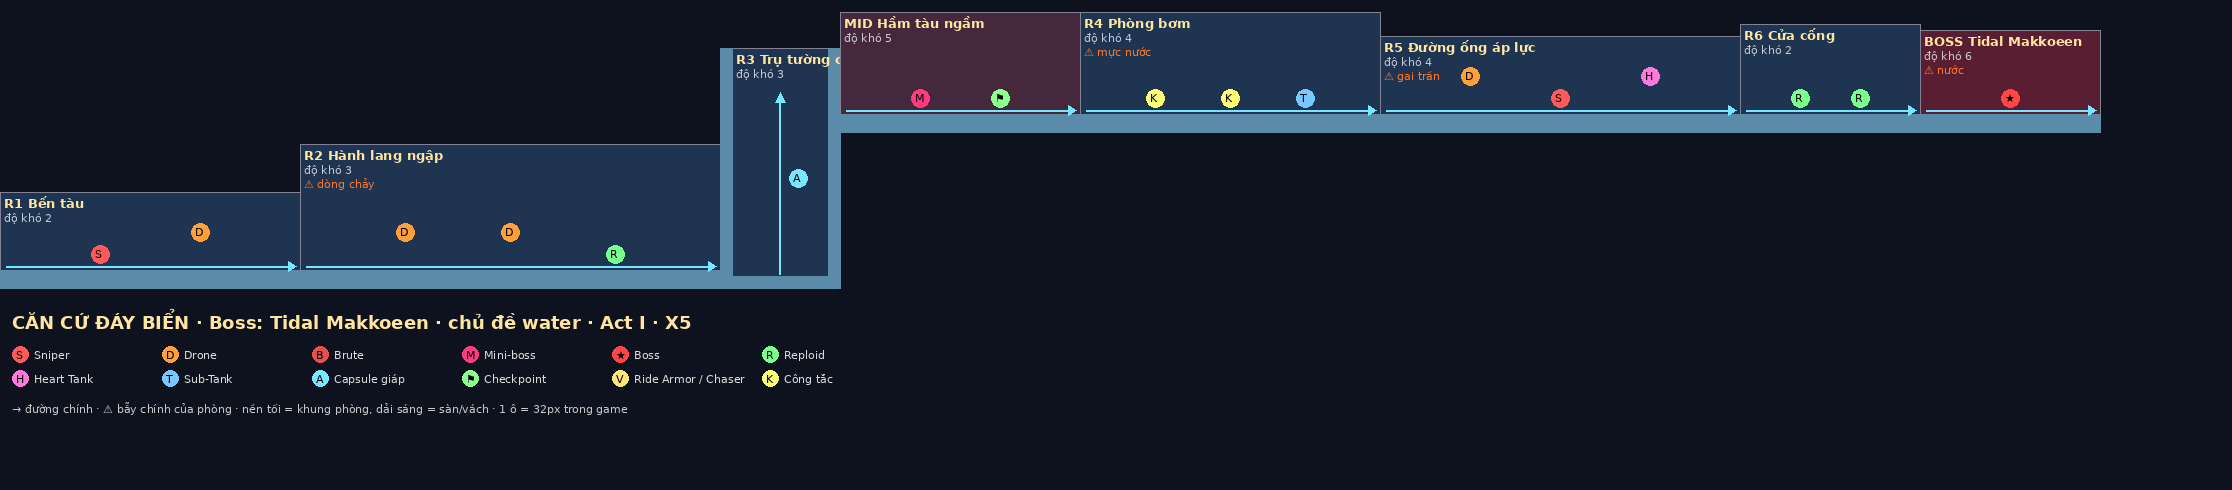 MID Hầm tàu ngầm
độ khó 5
M
⚑
R4 Phòng bơm
độ khó 4
⚠ mực nước
K
K
T
R5 Đường ống áp lực
độ khó 4
⚠ gai trần
D
S
H
R6 Cửa cống
độ khó 2
R
R
BOSS Tidal Makkoeen
độ khó 6
⚠ nước
★
R3 Trụ tường
độ khó 3
A
R2 Hành lang ngập
độ khó 3
⚠ dòng chảy
D
D
R
R1 Bến tàu
độ khó 2
S
D
CĂN CỨ ĐÁY BIỂN · Boss: Tidal Makkoeen · chủ đề water · Act I · X5
S Sniper
D Drone
B Brute
M Mini-boss
★ Boss
R Reploid
H Heart Tank
T Sub-Tank
A Capsule giáp
⚑ Checkpoint
V Ride Armor / Chaser
K Công tắc
→ đường chính · ⚠ bẫy chính của phòng · nền tối = khung phòng, dải sáng = sàn/vách · 1 ô = 32px trong game